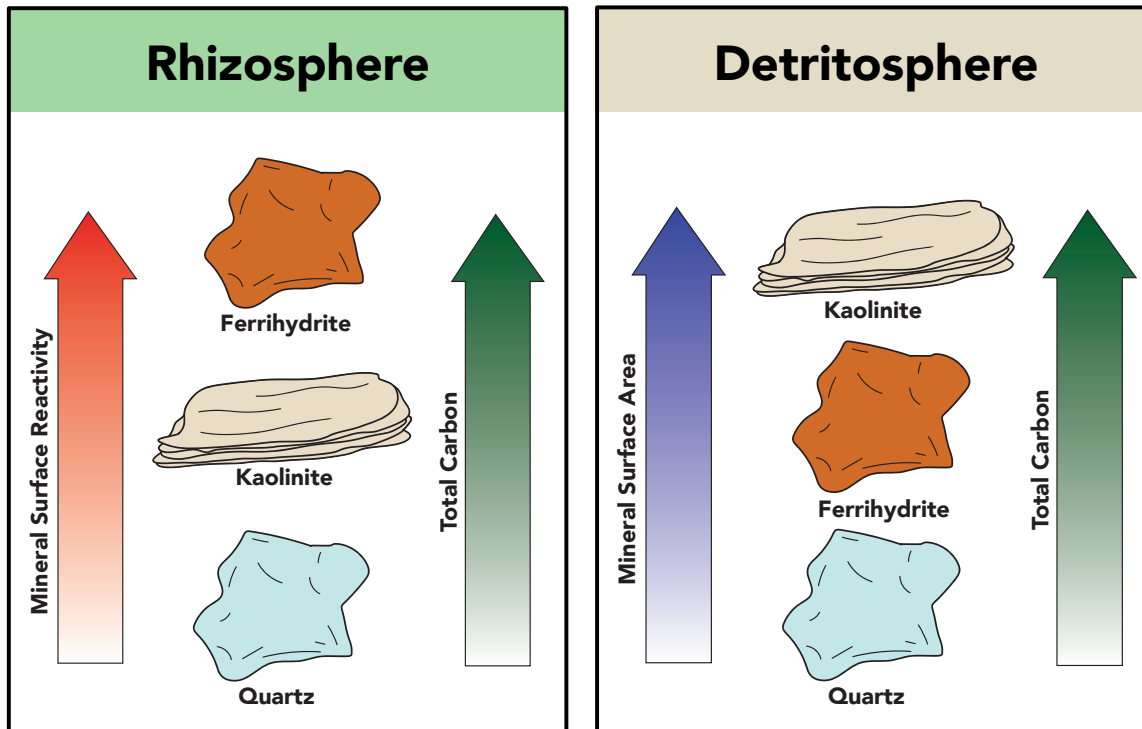 Rhizosphere
Mineral Surface Reactivity
Ferrihydrite
Kaolinite
Quartz
Total Carbon
Detritosphere
Mineral Surface Area
Kaolinite
Ferrihydrite
Quartz
Total Carbon